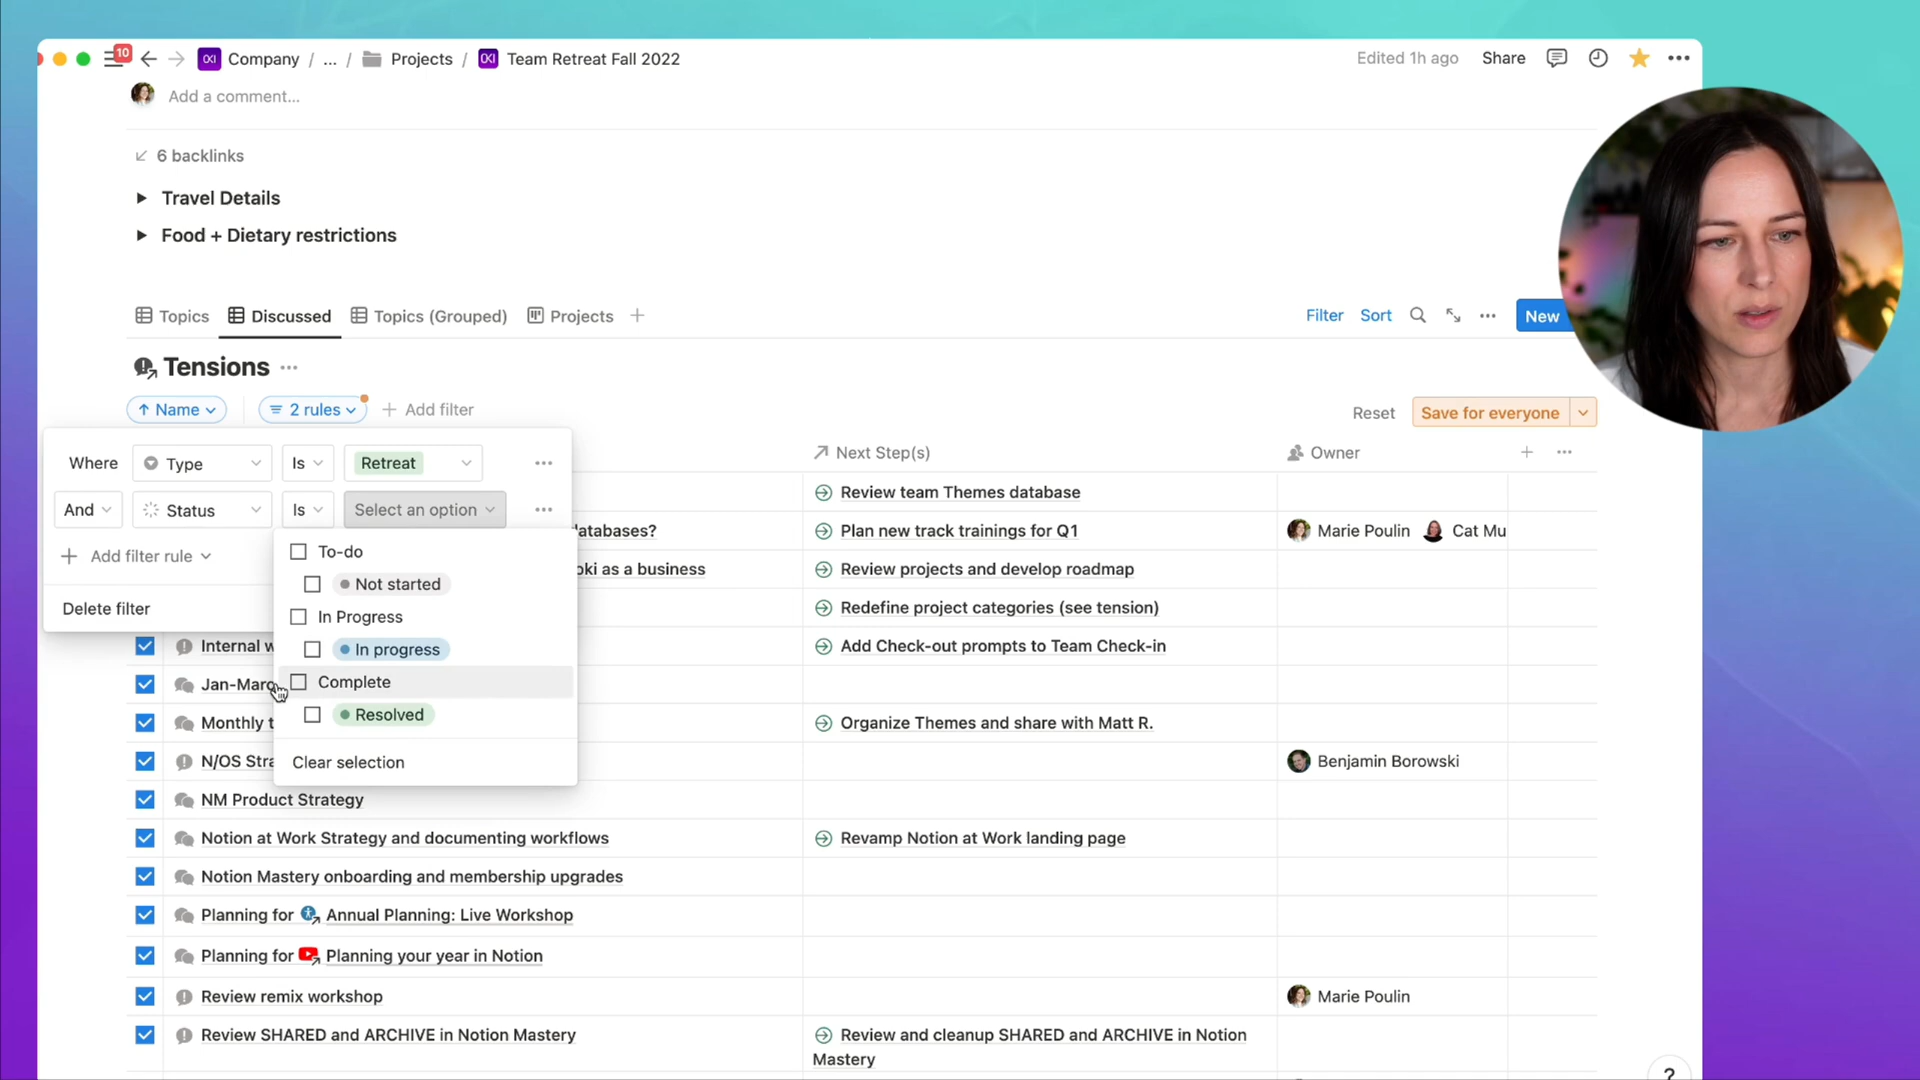 10
Company / ... / Projects / Team Retreat Fall 2022
Edited 1h ago Share
Add a comment...
6 backlinks
Travel Details
Food + Dietary restrictions
Topics Discussed Topics (Grouped) Projects
Filter Sort New
Tensions
Name 2 rules Add filter
Reset Save for everyone
Where Type Is Retreat
And Status Is Select an option
Add filter rule
Delete filter
To-do
Not started
In Progress
In progress
Complete
Resolved
Clear selection
Next Step(s) Owner
Review team Themes database
databases? Plan new track trainings for Q1 Marie Poulin Cat Mu
oki as a business Review projects and develop roadmap
Redefine project categories (see tension)
Internal w Add Check-out prompts to Team Check-in
Jan-Marc
Monthly t Organize Themes and share with Matt R.
N/OS Stra Benjamin Borowski
NM Product Strategy
Notion at Work Strategy and documenting workflows Revamp Notion at Work landing page
Notion Mastery onboarding and membership upgrades
Planning for Annual Planning: Live Workshop
Planning for Planning your year in Notion
Review remix workshop Marie Poulin
Review SHARED and ARCHIVE in Notion Mastery Review and cleanup SHARED and ARCHIVE in Notion
Mastery
?